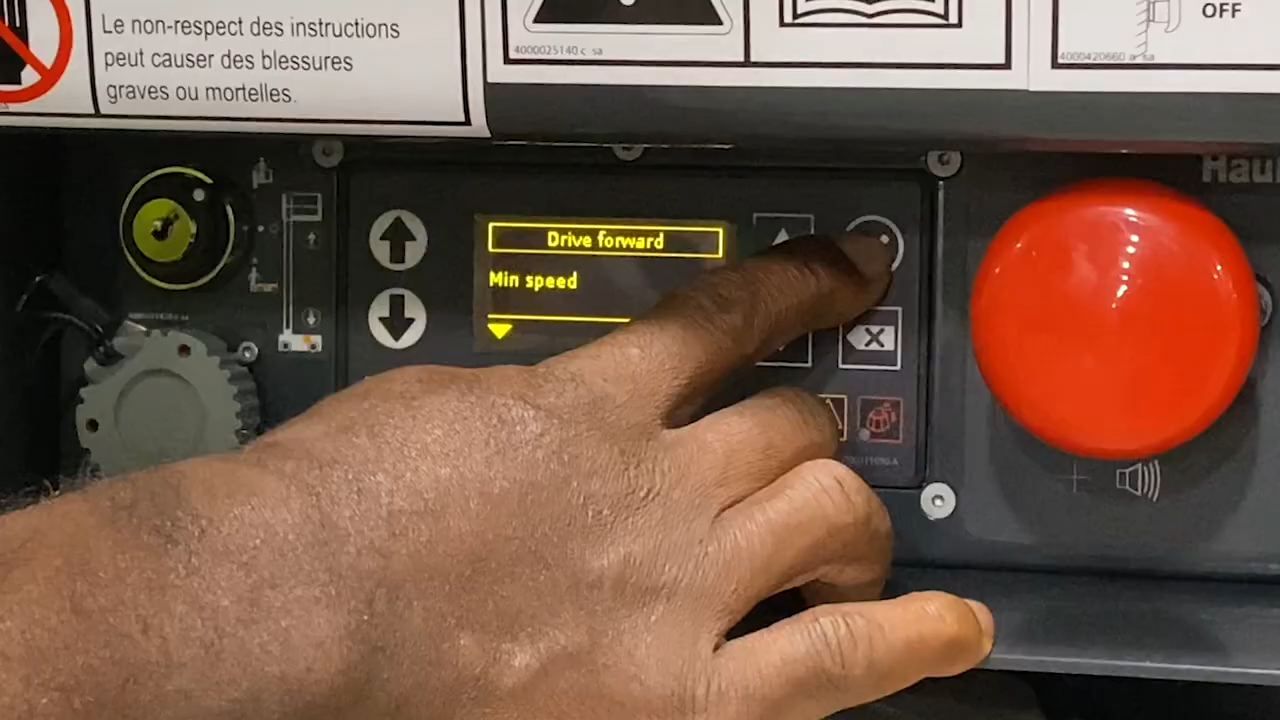 Le non-respect des instructions
peut causer des blessures
graves ou mortelles.
4000025140 c sa
OFF
4000420660 a sa
Drive forward
Min speed